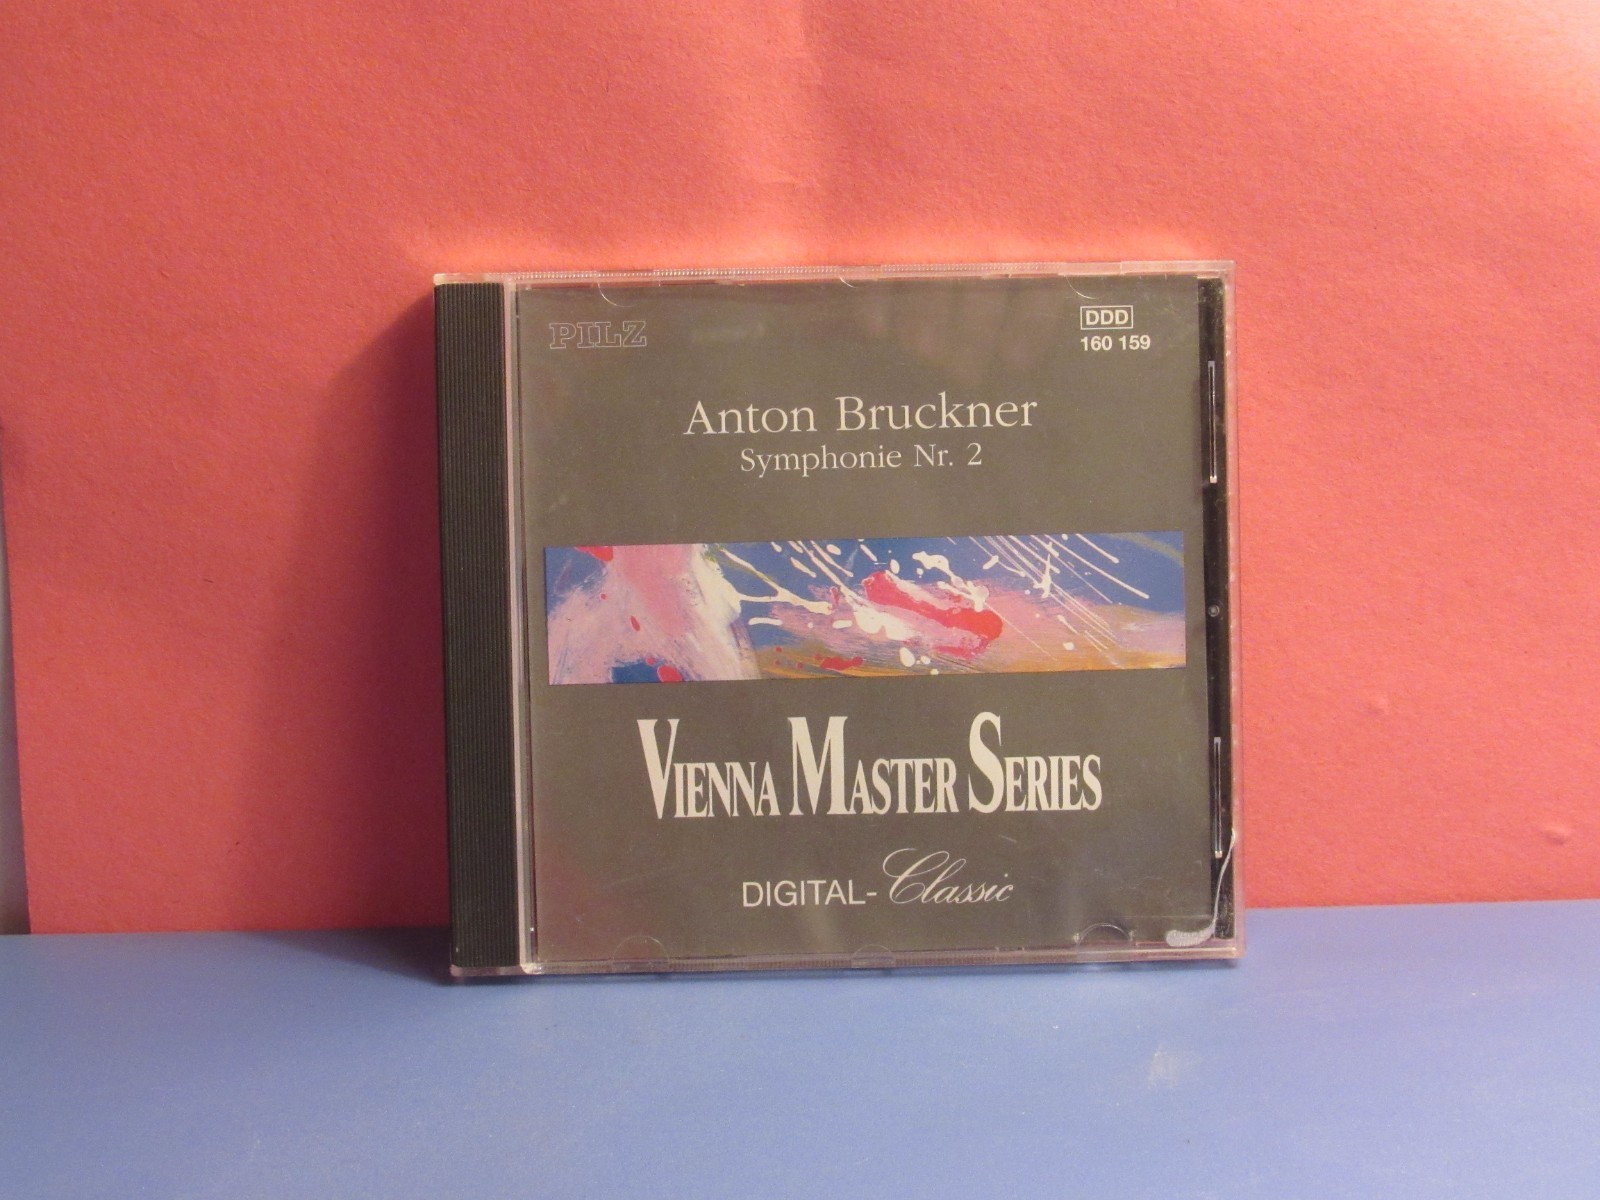 PILZ
DDD
160 159
Anton Bruckner
Symphonie Nr. 2
VIENNA MASTER SERIES
DIGITAL-Classic